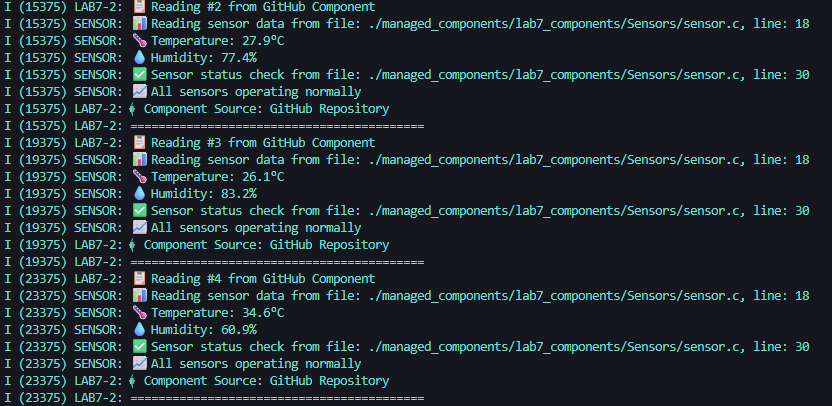 I (15375) LAB7-2: 📋 Reading #2 from GitHub Component
I (15375) SENSOR: 📊 Reading sensor data from file: ./managed_components/lab7_components/Sensors/sensor.c, line: 18
I (15375) SENSOR: 🌡️ Temperature: 27.9°C
I (15375) SENSOR: 💧 Humidity: 77.4%
I (15375) SENSOR: ✅ Sensor status check from file: ./managed_components/lab7_components/Sensors/sensor.c, line: 30
I (15375) SENSOR: 📈 All sensors operating normally
I (15375) LAB7-2: Component Source: GitHub Repository
I (15375) LAB7-2: ==========================================
I (19375) LAB7-2: 📋 Reading #3 from GitHub Component
I (19375) SENSOR: 📊 Reading sensor data from file: ./managed_components/lab7_components/Sensors/sensor.c, line: 18
I (19375) SENSOR: 🌡️ Temperature: 26.1°C
I (19375) SENSOR: 💧 Humidity: 83.2%
I (19375) SENSOR: ✅ Sensor status check from file: ./managed_components/lab7_components/Sensors/sensor.c, line: 30
I (19375) SENSOR: 📈 All sensors operating normally
I (19375) LAB7-2: Component Source: GitHub Repository
I (19375) LAB7-2: ==========================================
I (23375) LAB7-2: 📋 Reading #4 from GitHub Component
I (23375) SENSOR: 📊 Reading sensor data from file: ./managed_components/lab7_components/Sensors/sensor.c, line: 18
I (23375) SENSOR: 🌡️ Temperature: 34.6°C
I (23375) SENSOR: 💧 Humidity: 60.9%
I (23375) SENSOR: ✅ Sensor status check from file: ./managed_components/lab7_components/Sensors/sensor.c, line: 30
I (23375) SENSOR: 📈 All sensors operating normally
I (23375) LAB7-2: Component Source: GitHub Repository
I (23375) LAB7-2: ==========================================